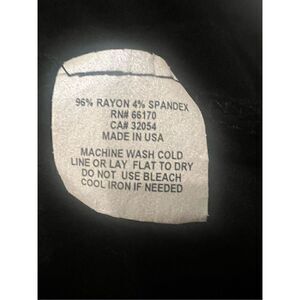 96% RAYON 4% SPANDEX
RN# 66170
CA# 32054
MADE IN USA
MACHINE WASH COLD
LINE OR LAY FLAT TO DRY
DO NOT USE BLEACH
COOL IRON IF NEEDED